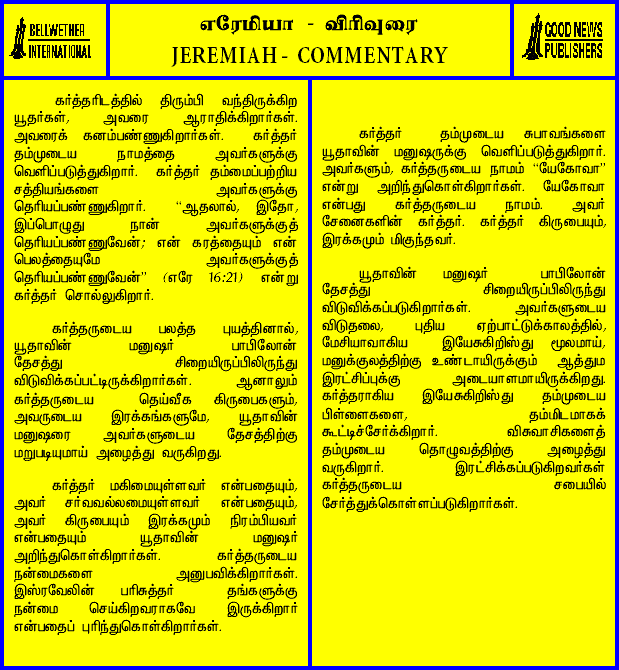 BELLWETHER
INTERNATIONAL
எரேமியா - விரிவுரை
JEREMIAH - COMMENTARY
GOOD NEWS
PUBLISHERS
கர்த்தரிடத்தில் திரும்பி வந்திருக்கிற
யூதர்கள், அவரை ஆராதிக்கிறார்கள்.
அவரைக் கனம்பண்ணுகிறார்கள். கர்த்தர்
தம்முடைய நாமத்தை அவர்களுக்கு
வெளிப்படுத்துகிறார். கர்த்தர் தம்மைப்பற்றிய
சத்தியங்களை அவர்களுக்கு
தெரியப்பண்ணுகிறார். “ஆதலால், இதோ,
இப்பொழுது நான் அவர்களுக்குத்
தெரியப்பண்ணுவேன்; என் கரத்தையும் என்
பெலத்தையுமே அவர்களுக்குத்
தெரியப்பண்ணுவேன்” (எரே 16:21) என்று
கர்த்தர் சொல்லுகிறார்.
கர்த்தருடைய பலத்த புயத்தினால்,
யூதாவின் மனுஷர் பாபிலோன்
தேசத்து சிறையிருப்பிலிருந்து
விடுவிக்கப்பட்டிருக்கிறார்கள். ஆனாலும்
கர்த்தருடைய தெய்வீக கிருபைகளும்,
அவருடைய இரக்கங்களுமே, யூதாவின்
மனுஷரை அவர்களுடைய தேசத்திற்கு
மறுபடியுமாய் அழைத்து வருகிறது.
கர்த்தர் மகிமையுள்ளவர் என்பதையும்,
அவர் சர்வவல்லமையுள்ளவர் என்பதையும்,
அவர் கிருபையும் இரக்கமும் நிரம்பியவர்
என்பதையும் யூதாவின் மனுஷர்
அறிந்துகொள்கிறார்கள். கர்த்தருடைய
நன்மைகளை அனுபவிக்கிறார்கள்.
இஸ்ரவேலின் பரிசுத்தர் தங்களுக்கு
நன்மை செய்கிறவராகவே இருக்கிறார்
என்பதைப் புரிந்துகொள்கிறார்கள்.
கர்த்தர் தம்முடைய சுபாவங்களை
யூதாவின் மனுஷருக்கு வெளிப்படுத்துகிறார்.
அவர்களும், கர்த்தருடைய நாமம் “யேகோவா”
என்று அறிந்துகொள்கிறார்கள். யேகோவா
என்பது கர்த்தருடைய நாமம். அவர்
சேனைகளின் கர்த்தர். கர்த்தர் கிருபையும்,
இரக்கமும் மிகுந்தவர்.
யூதாவின் மனுஷர் பாபிலோன்
தேசத்து சிறையிருப்பிலிருந்து
விடுவிக்கப்படுகிறார்கள். அவர்களுடைய
விடுதலை, புதிய ஏற்பாட்டுக்காலத்தில்,
மேசியாவாகிய இயேசுகிறிஸ்து மூலமாய்,
மனுக்குலத்திற்கு உண்டாயிருக்கும் ஆத்தும
இரட்சிப்புக்கு அடையாளமாயிருக்கிறது.
கர்த்தராகிய இயேசுகிறிஸ்து தம்முடைய
பிள்ளைகளை, தம்மிடமாகக்
கூட்டிச்சேர்க்கிறார். விசுவாசிகளைத்
தம்முடைய தொழுவத்திற்கு அழைத்து
வருகிறார். இரட்சிக்கப்படுகிறவர்கள்
கர்த்தருடைய சபையில்
சேர்த்துக்கொள்ளப்படுகிறார்கள்.